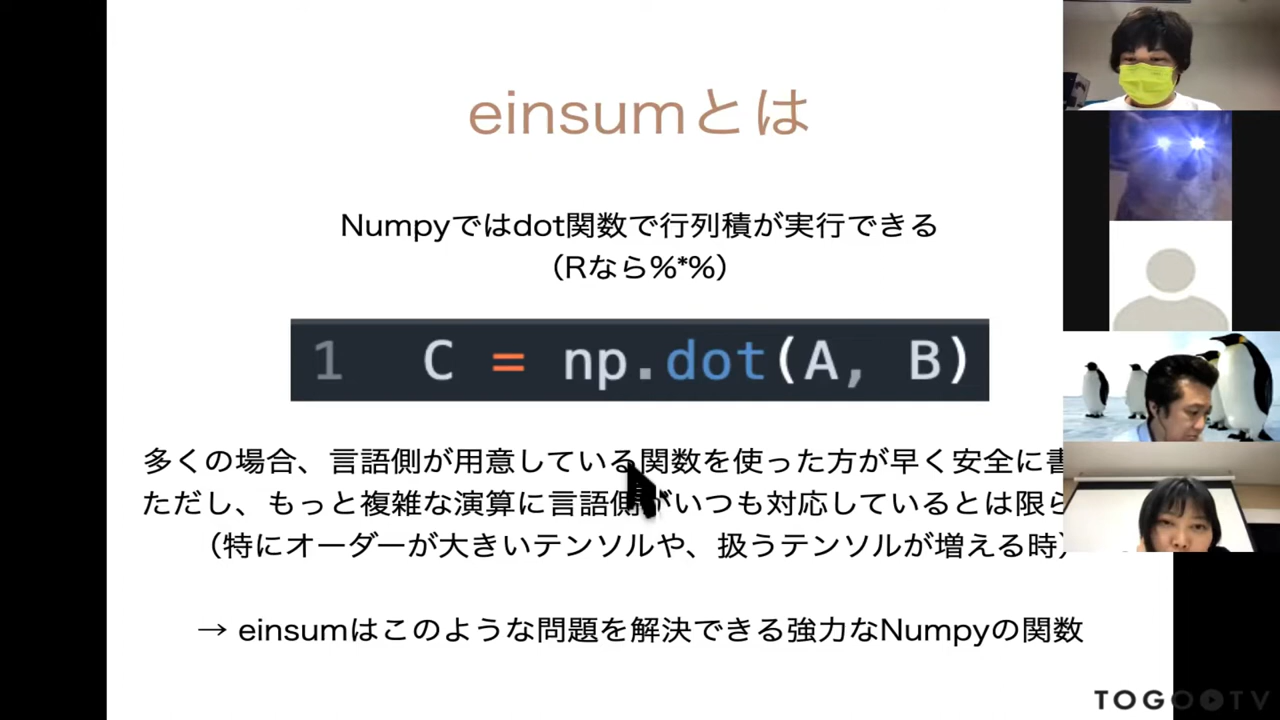 einsumとは
Numpyではdot関数で行列積が実行できる
（Rなら%*%）
1 C = np.dot(A, B)
多くの場合、言語側が用意している関数を使った方が早く安全に書
ただし、もっと複雑な演算に言語側がいつも対応しているとは限ら
（特にオーダーが大きいテンソルや、扱うテンソルが増える時）
→ einsumはこのような問題を解決できる強力なNumpyの関数
TOGOTV